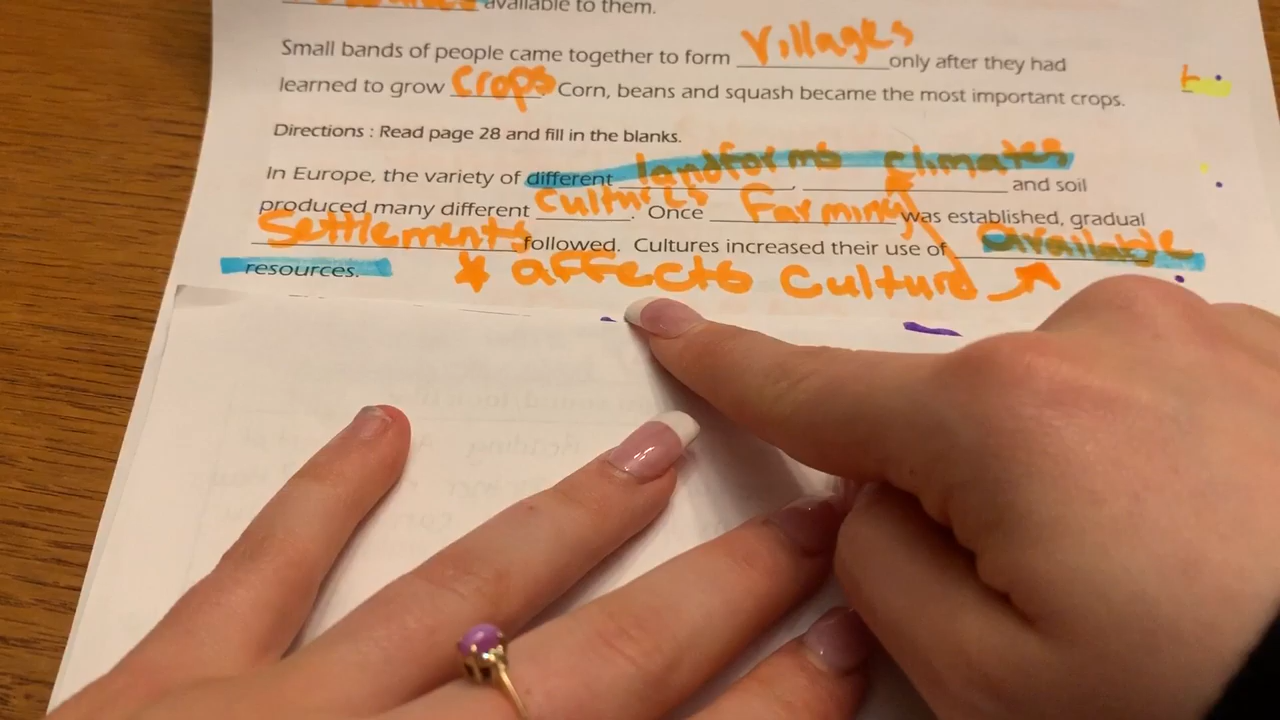 available to them.
Small bands of people came together to form Villages only after they had
learned to grow Crops Corn, beans and squash became the most important crops.
Directions : Read page 28 and fill in the blanks.
In Europe, the variety of different landforms, climates and soil
produced many different cultures. Once Farming was established, gradual
Settlements followed. Cultures increased their use of available
resources.
* affects culture